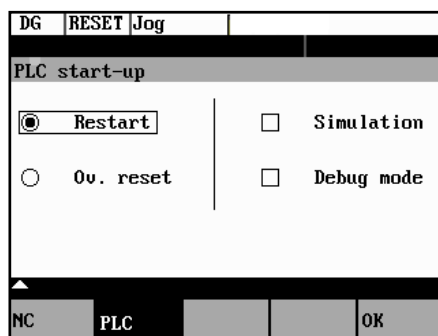 DG RESET Jog
PLC start-up
Restart Simulation
Ov. reset Debug mode
NC PLC OK